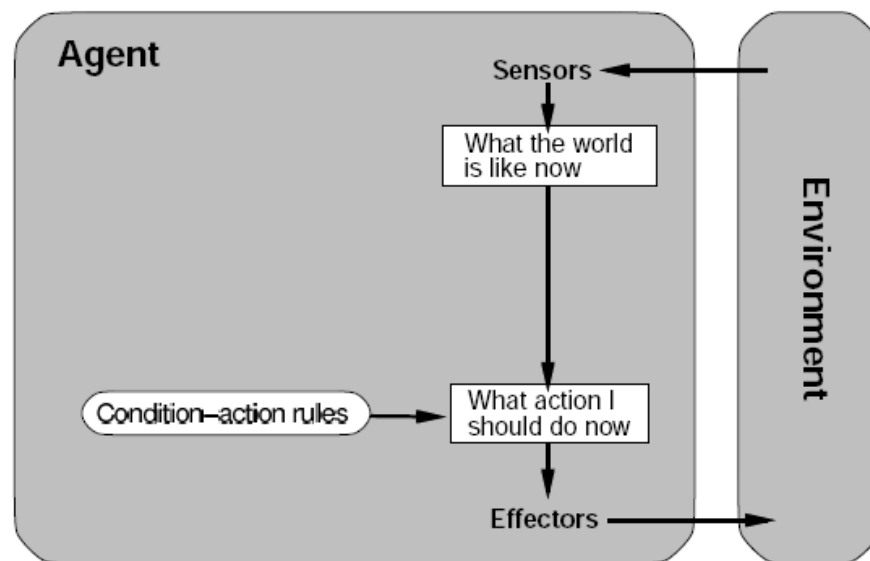 Agent
Sensors
What the world
is like now
Environment
Condition–action rules
What action I
should do now
Effectors